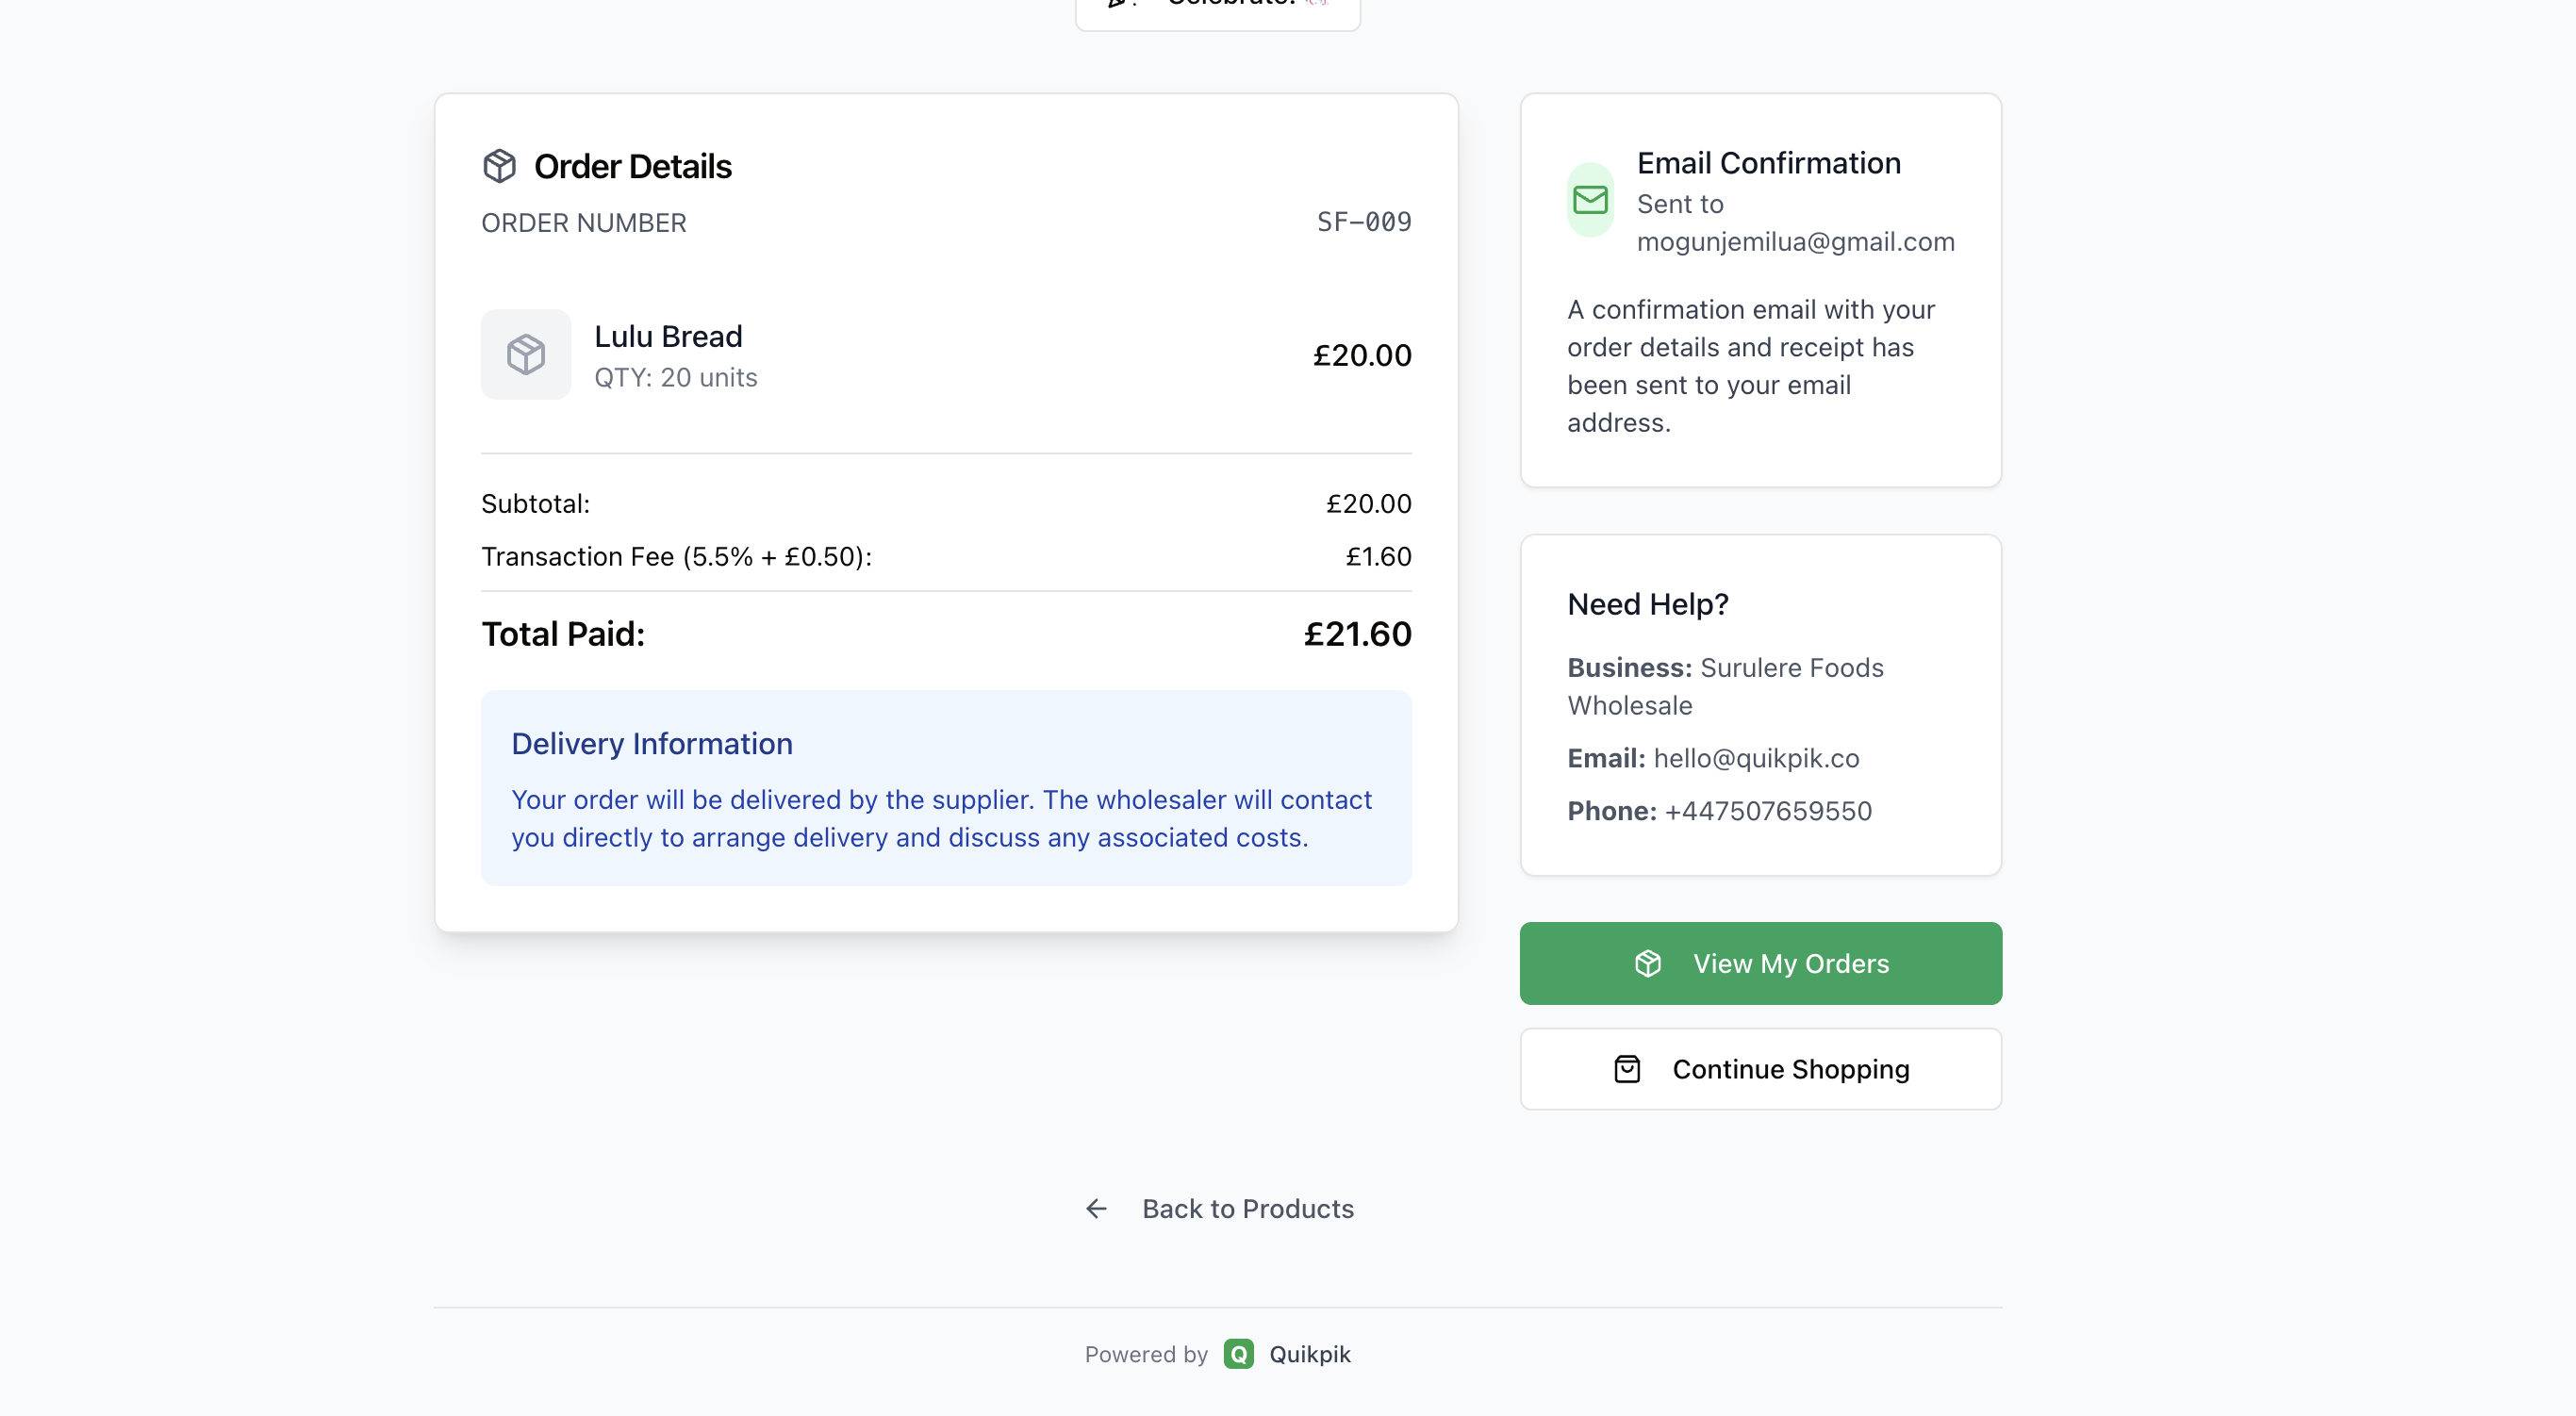 Celebrate!
Order Details
ORDER NUMBER SF-009
Lulu Bread
QTY: 20 units
£20.00
Subtotal: £20.00
Transaction Fee (5.5% + £0.50): £1.60
Total Paid: £21.60
Delivery Information
Your order will be delivered by the supplier. The wholesaler will contact
you directly to arrange delivery and discuss any associated costs.
Email Confirmation
Sent to
mogunjemilua@gmail.com
A confirmation email with your
order details and receipt has
been sent to your email
address.
Need Help?
Business: Surulere Foods
Wholesale
Email: hello@quikpik.co
Phone: +447507659550
View My Orders
Continue Shopping
Back to Products
Powered by Q Quikpik